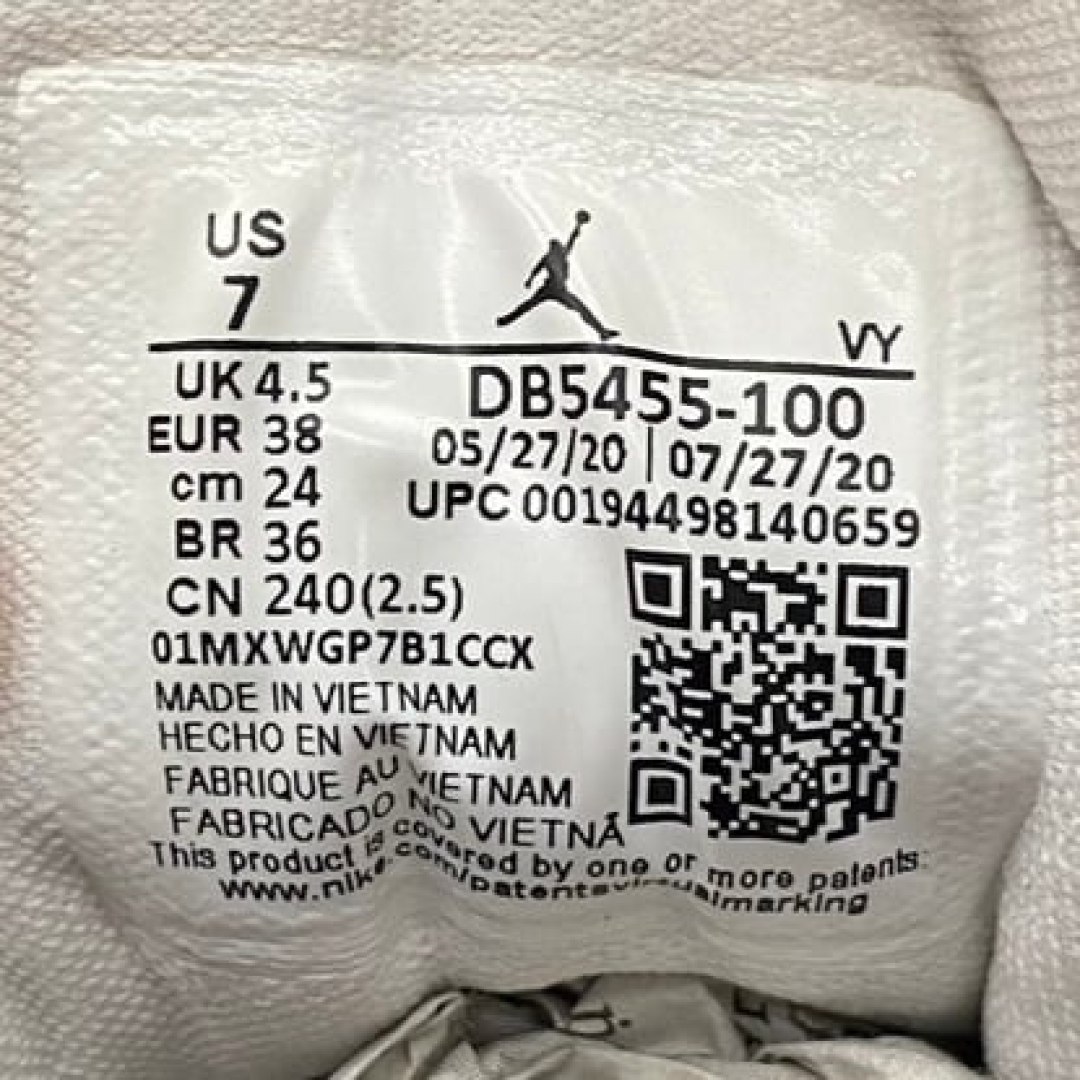 US
7
VY
UK 4.5
DB5455-100
EUR 38
05/27/20 | 07/27/20
cm 24
UPC 00194498140659
BR 36
CN 240(2.5)
01MXWGP7B1CCX
MADE IN VIETNAM
HECHO EN VIETNAM
FABRIQUE AU VIETNAM
FABRICADO NO VIETNÃ
This product is covered by one or more patents:
www.nike.com/patentsvirtualmarking